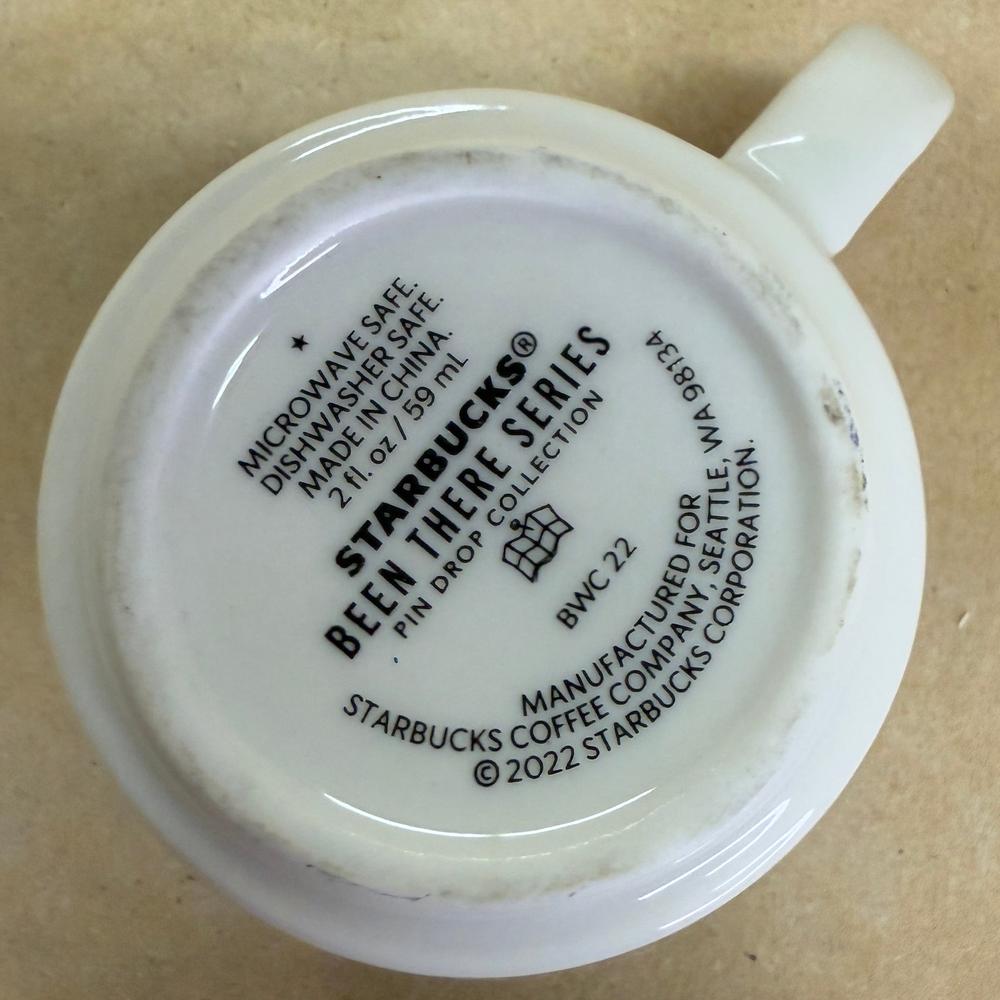 MICROWAVE SAFE.
DISHWASHER SAFE.
MADE IN CHINA.
2 fl. oz / 59 mL
STARBUCKS®
BEEN THERE SERIES
PIN DROP COLLECTION
BWC 22
MANUFACTURED FOR
STARBUCKS COFFEE COMPANY, SEATTLE, WA 98134
© 2022 STARBUCKS CORPORATION.